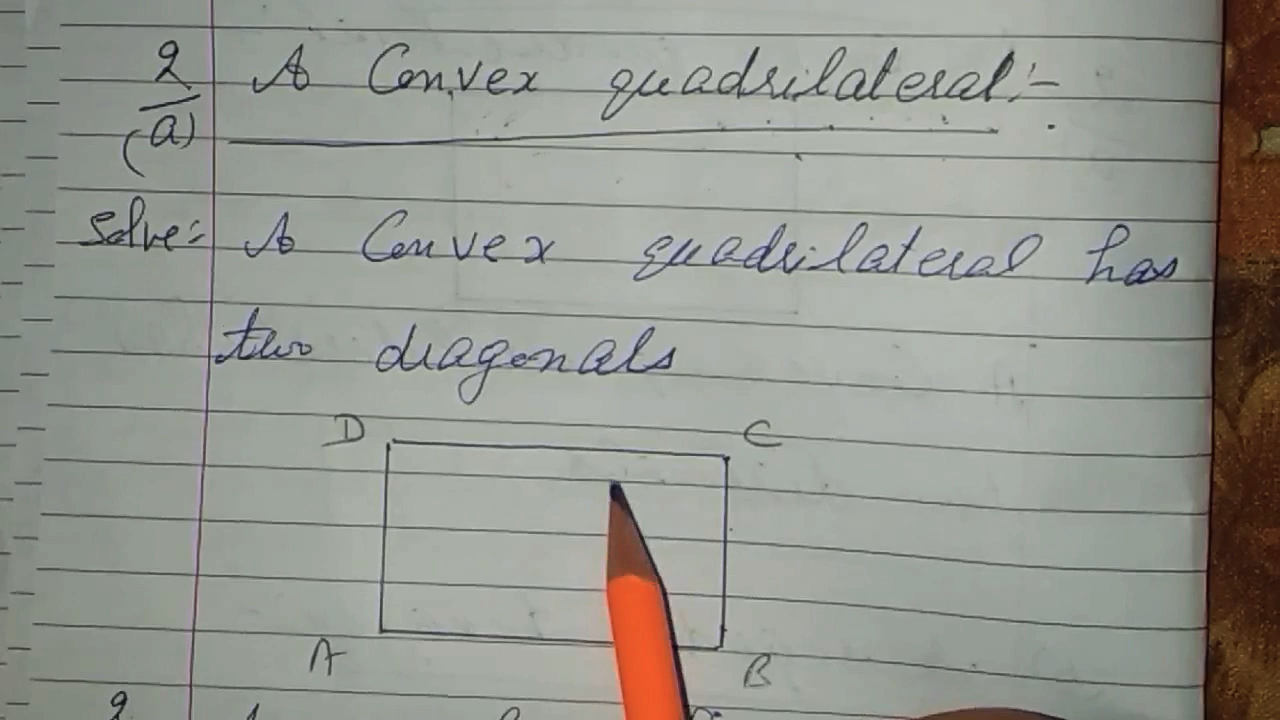 2
(a) A Convex quadrilateral:-
Solve:- A Convex quadrilateral has
two diagonals
D C
A B